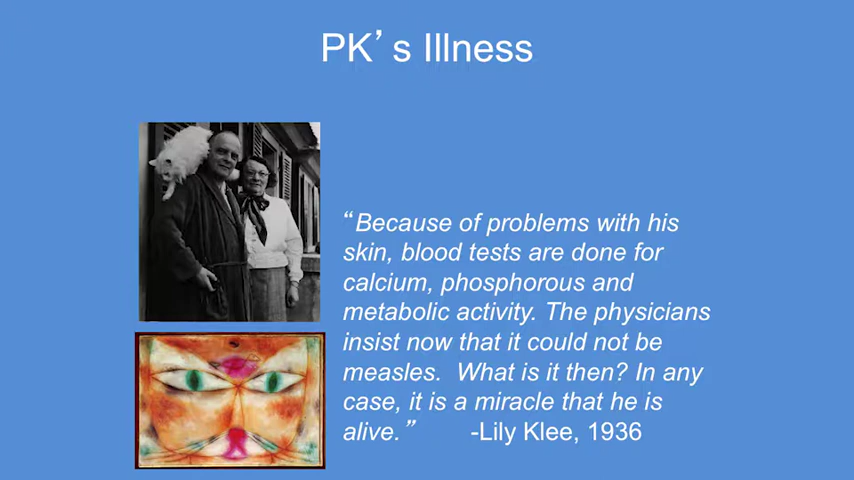 PK’s Illness
“Because of problems with his
skin, blood tests are done for
calcium, phosphorous and
metabolic activity. The physicians
insist now that it could not be
measles.  What is it then? In any
case, it is a miracle that he is
alive.” -Lily Klee, 1936